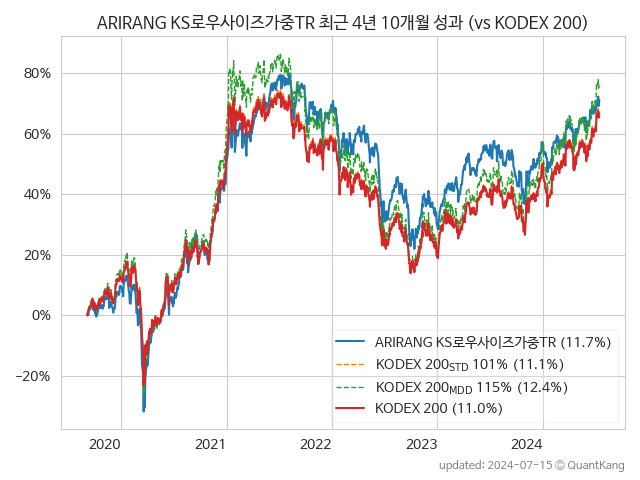 ARIRANG KS로우사이즈가중TR 최근 4년 10개월 성과 (vs KODEX 200)
80%
60%
40%
20%
0%
−20%
ARIRANG KS로우사이즈가중TR (11.7%)
KODEX 200STD 101% (11.1%)
KODEX 200MDD 115% (12.4%)
KODEX 200 (11.0%)
2020 2021 2022 2023 2024
updated: 2024-07-15 © QuantKang